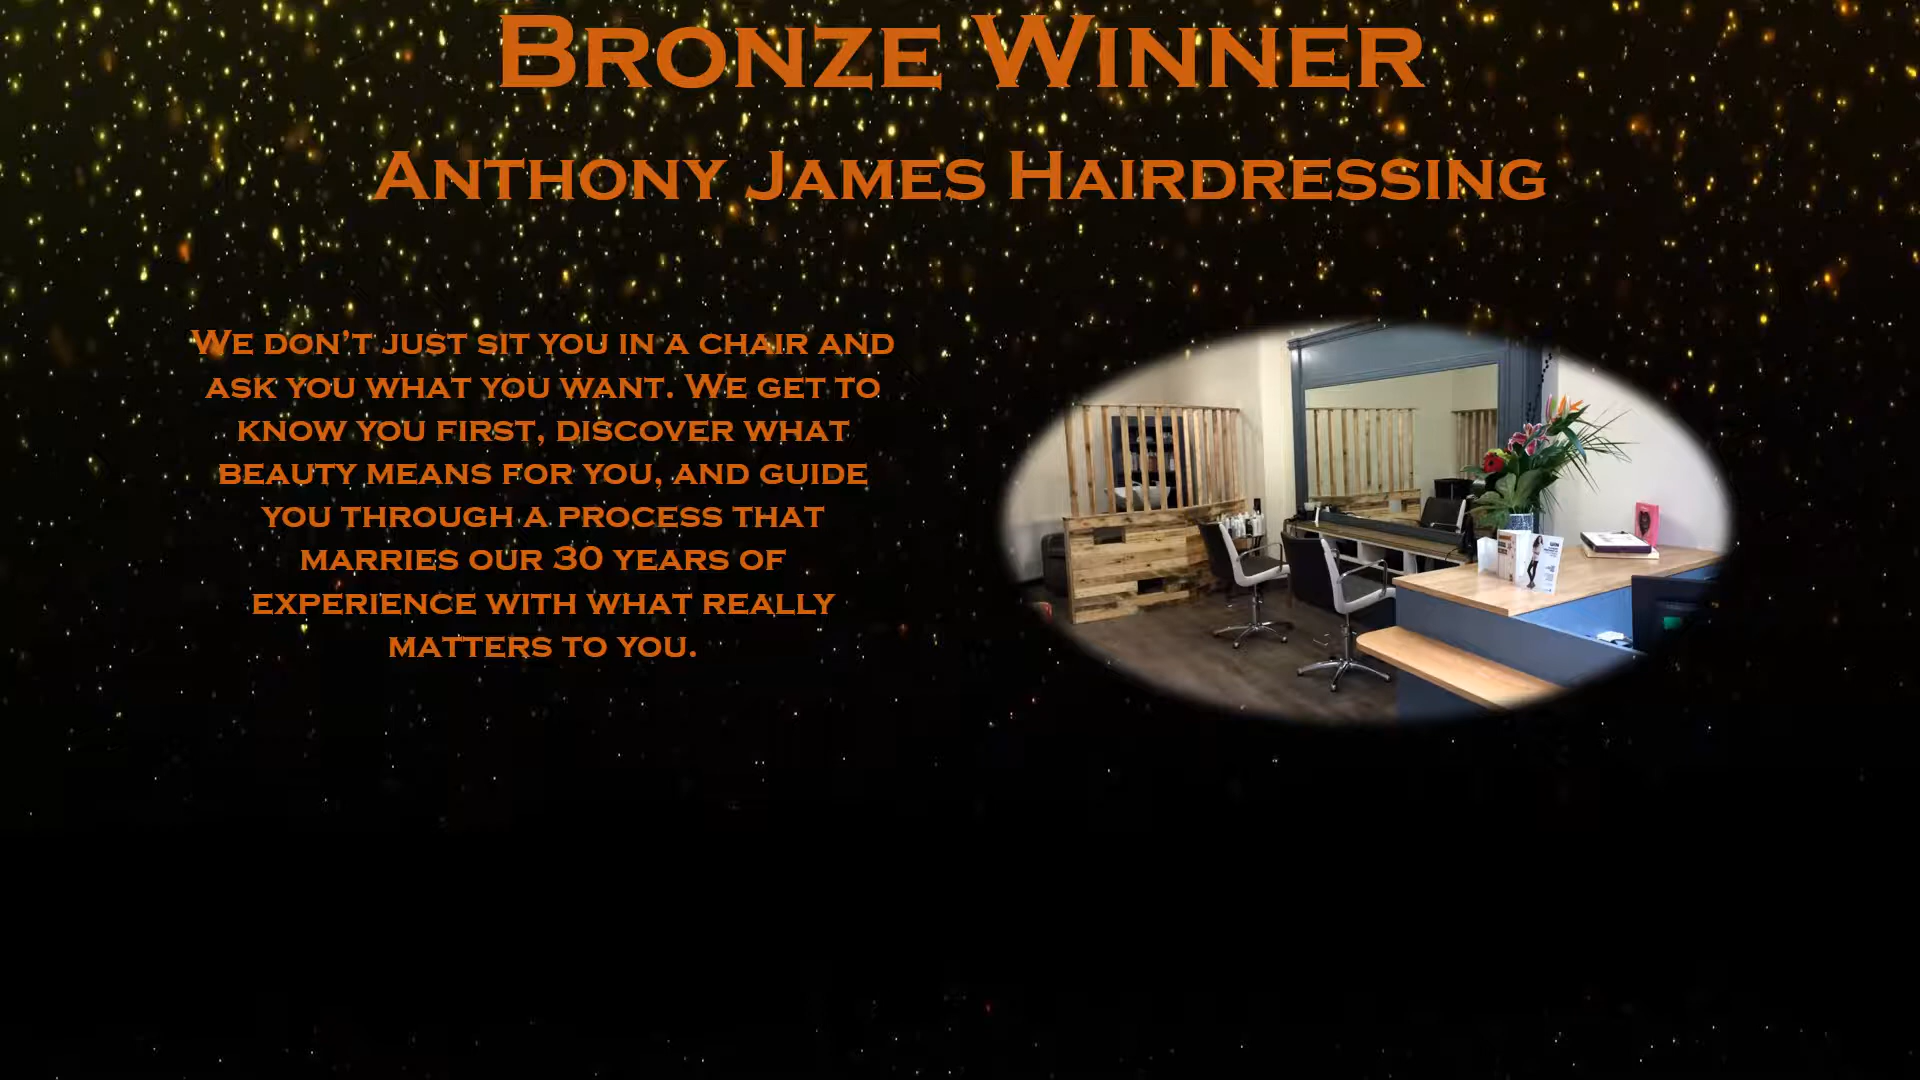 Bronze Winner
Anthony James Hairdressing
We don’t just sit you in a chair and
ask you what you want. We get to
know you first, discover what
beauty means for you, and guide
you through a process that
marries our 30 years of
experience with what really
matters to you.